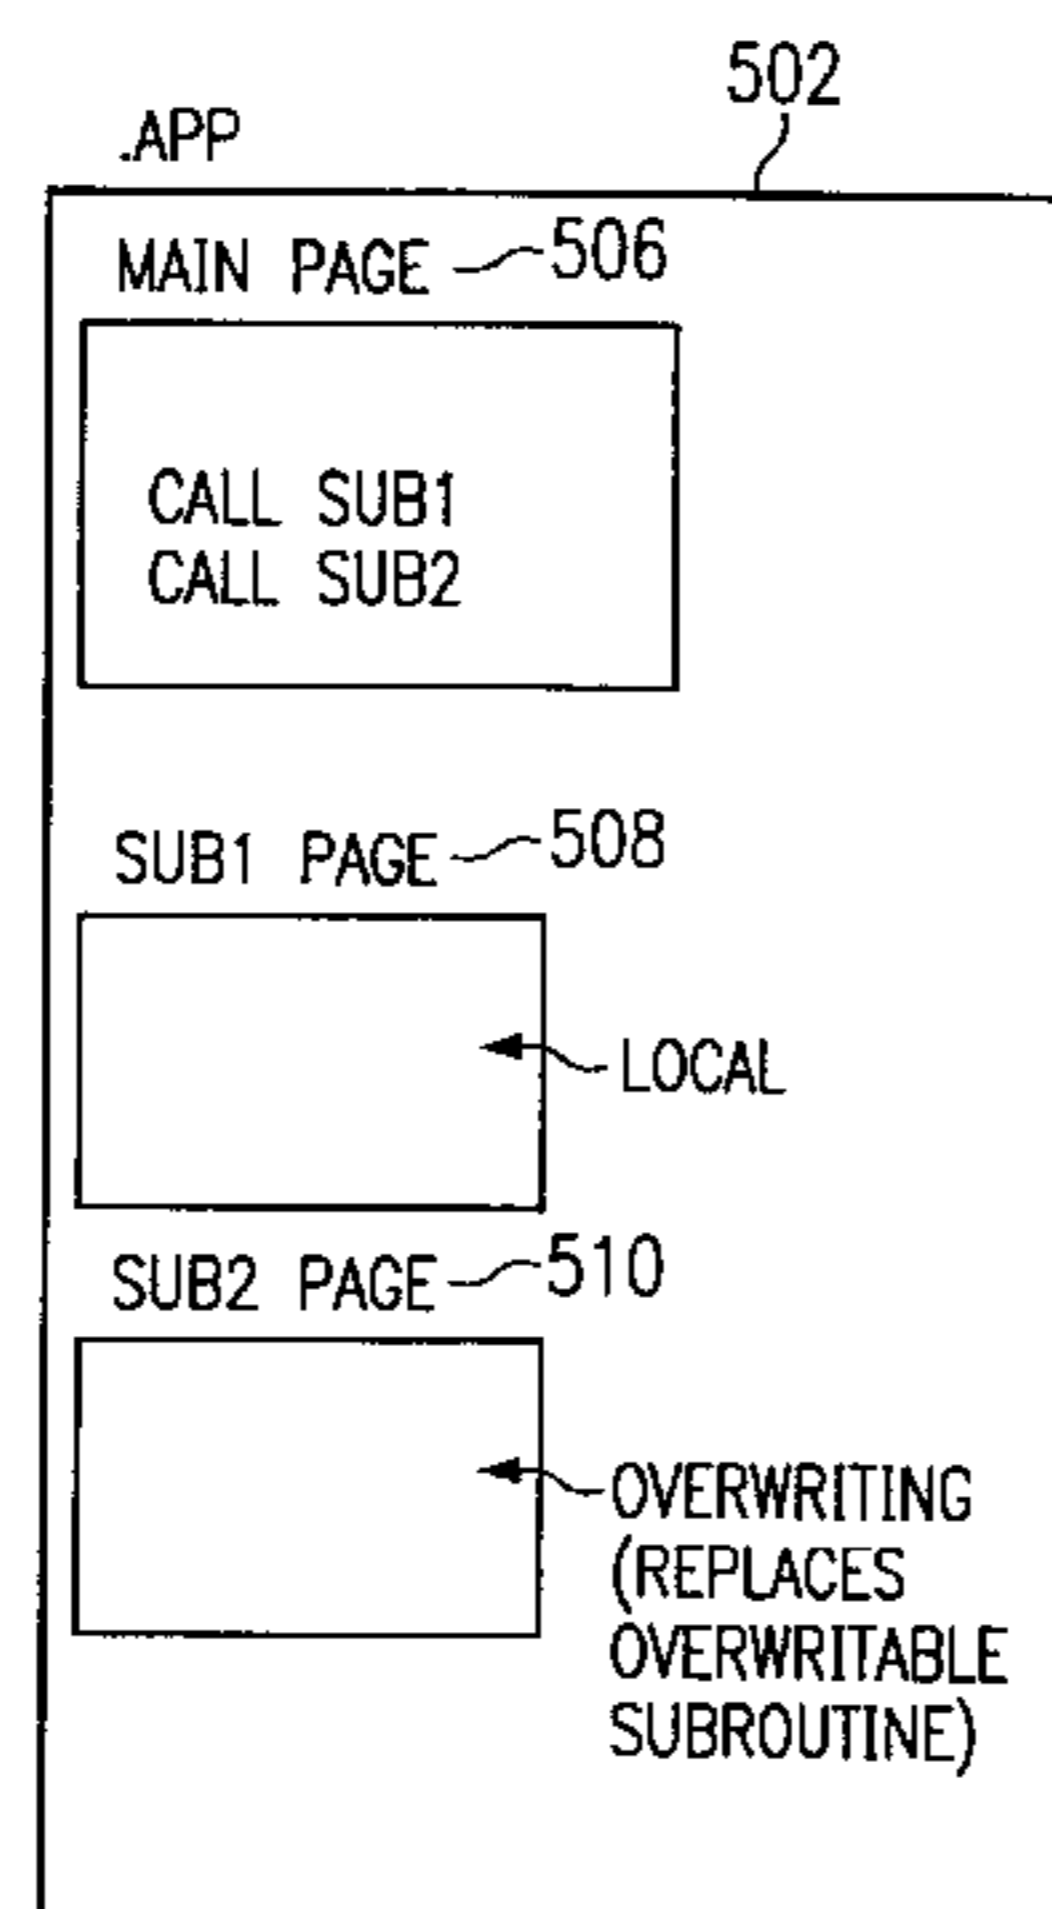 502
.APP
MAIN PAGE 506
CALL SUB1
CALL SUB2
SUB1 PAGE 508
LOCAL
SUB2 PAGE 510
OVERWRITING
(REPLACES
OVERWRITABLE
SUBROUTINE)